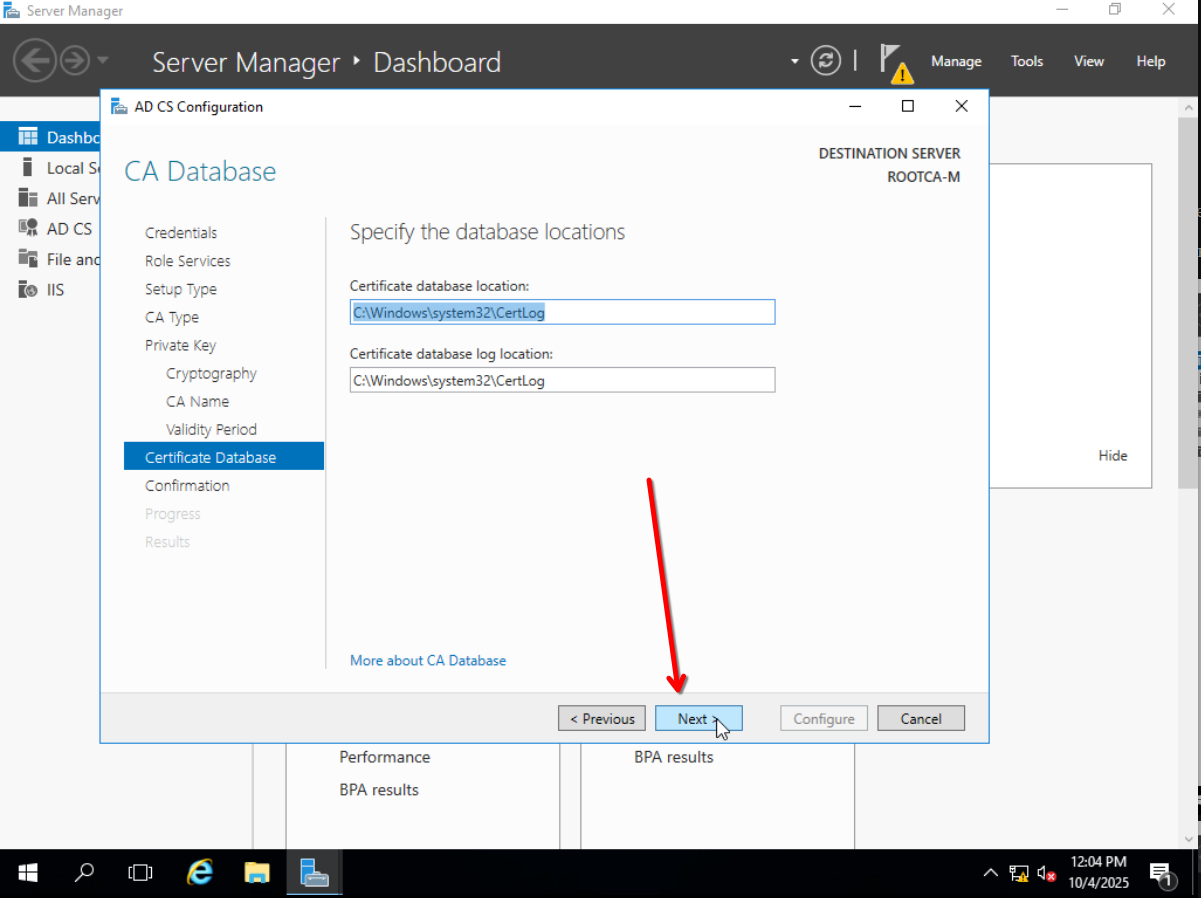 Server Manager
Server Manager ‣ Dashboard
Manage Tools View Help
AD CS Configuration
Dashbo
Local Se
All Serv
AD CS
File and
IIS
CA Database
DESTINATION SERVER
ROOTCA-M
Credentials
Role Services
Setup Type
CA Type
Private Key
Cryptography
CA Name
Validity Period
Certificate Database
Confirmation
Progress
Results
Specify the database locations
Certificate database location:
C:\Windows\system32\CertLog
Certificate database log location:
C:\Windows\system32\CertLog
More about CA Database
< Previous
Next >
Configure
Cancel
Hide
Performance
BPA results
BPA results
12:04 PM
10/4/2025
1